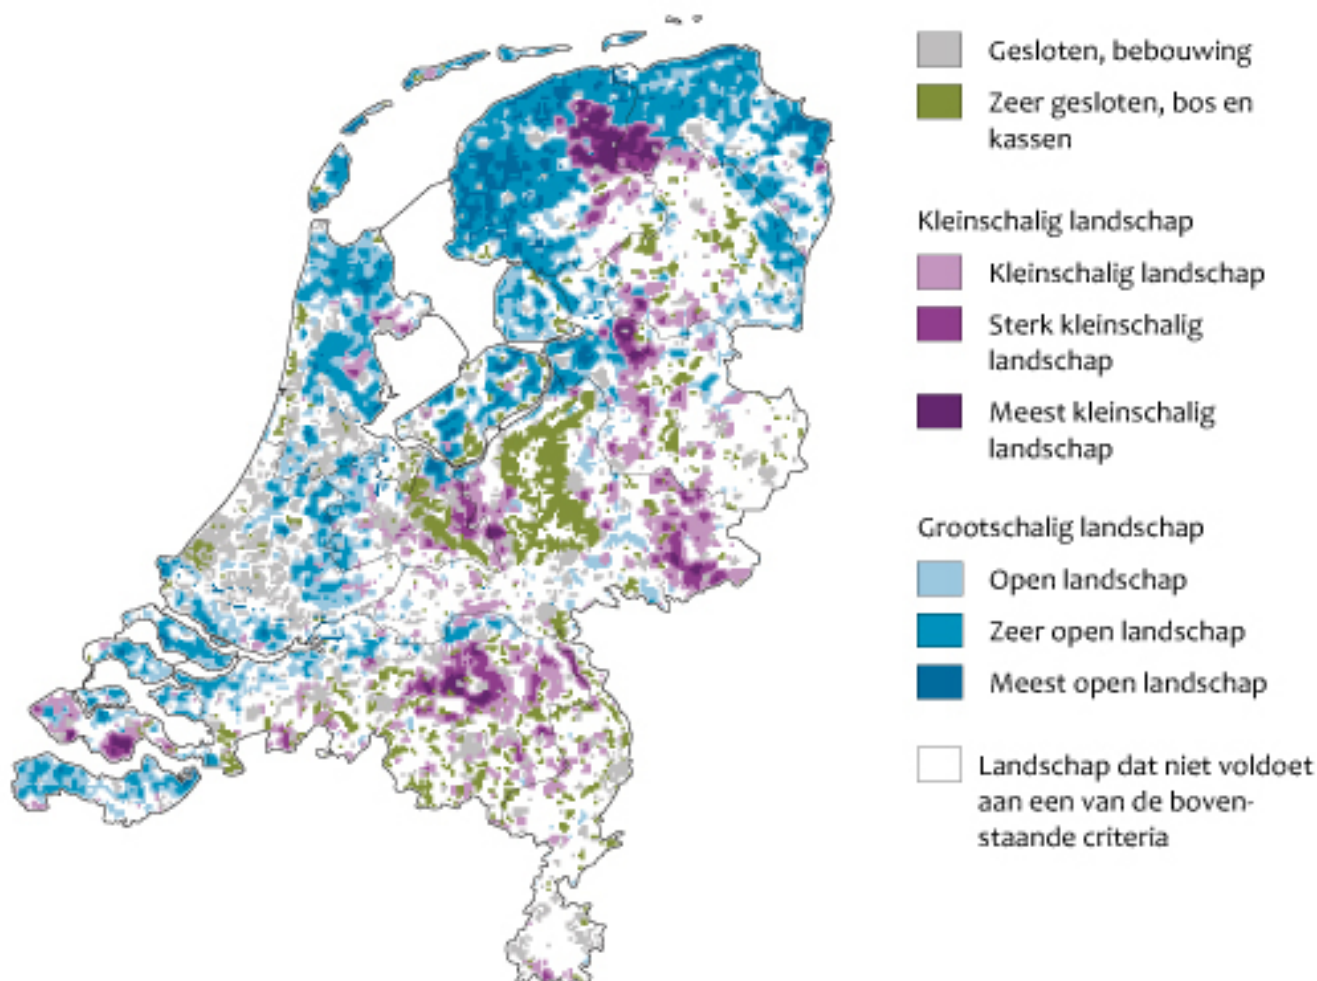 Gesloten, bebouwing
Zeer gesloten, bos en
kassen
Kleinschalig landschap
Kleinschalig landschap
Sterk kleinschalig
landschap
Meest kleinschalig
landschap
Grootschalig landschap
Open landschap
Zeer open landschap
Meest open landschap
Landschap dat niet voldoet
aan een van de boven-
staande criteria